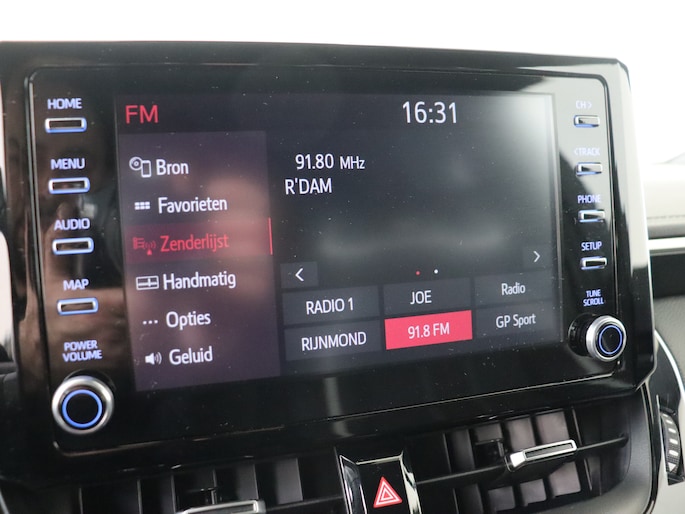 HOME
MENU
AUDIO
MAP
POWER
VOLUME
FM
16:31
Bron
Favorieten
Zenderlijst
Handmatig
Opties
Geluid
91.80 MHz
R'DAM
<
>
RADIO 1
JOE
Radio
RIJNMOND
91.8 FM
GP Sport
CH >
< TRACK
PHONE
SETUP
TUNE
SCROLL